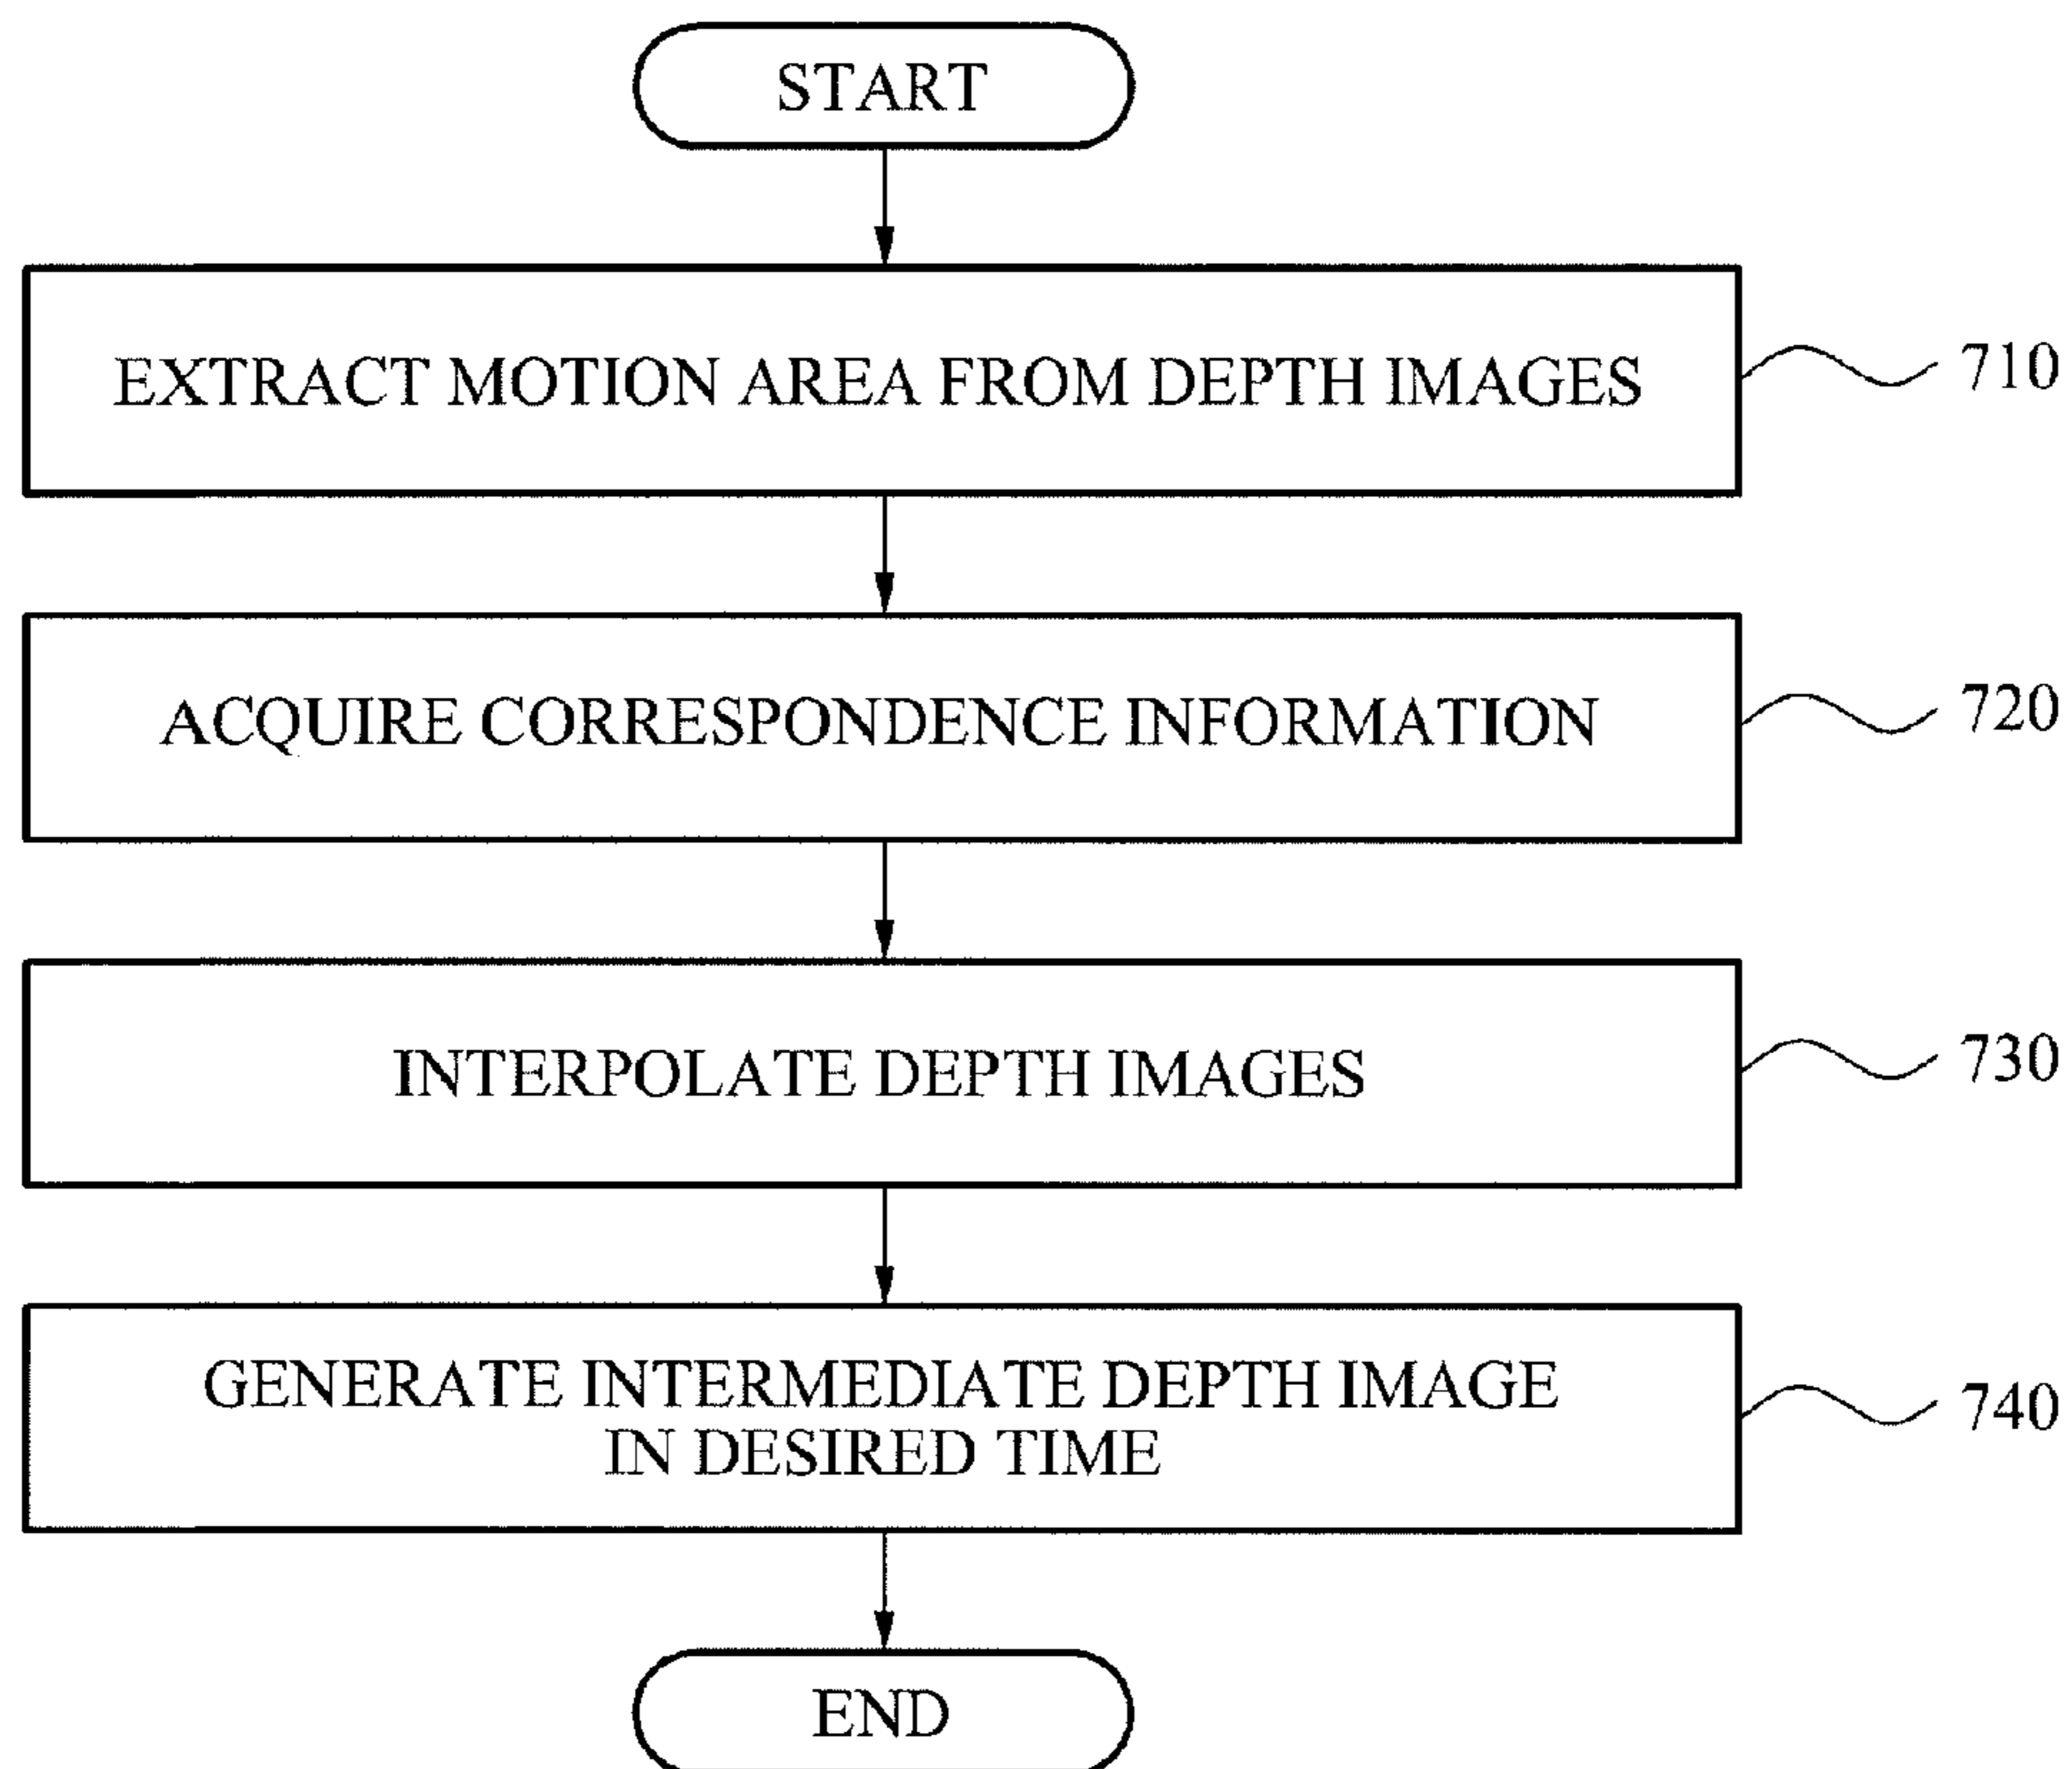 START
EXTRACT MOTION AREA FROM DEPTH IMAGES
710
ACQUIRE CORRESPONDENCE INFORMATION
720
INTERPOLATE DEPTH IMAGES
730
GENERATE INTERMEDIATE DEPTH IMAGE
IN DESIRED TIME
740
END